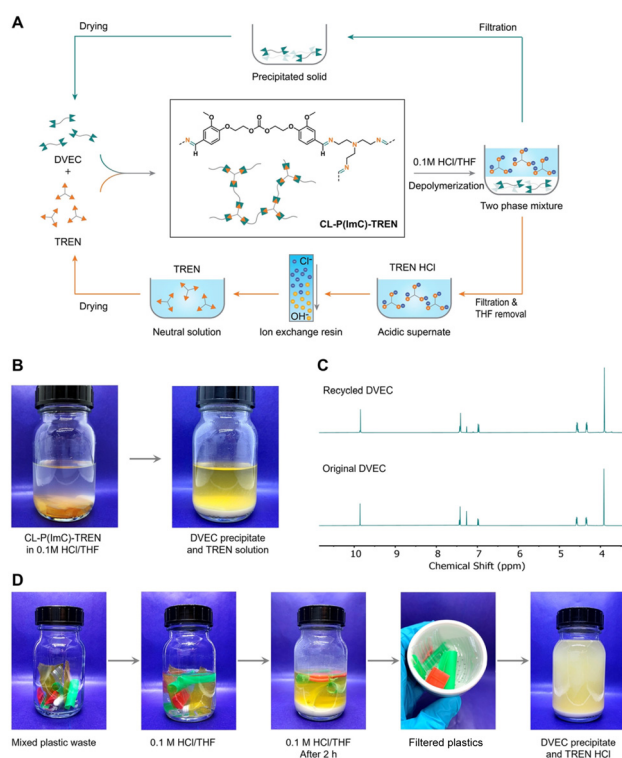 A
Drying
Filtration
Precipitated solid
DVEC
+
TREN
O
O
O
O
O
O
O
N
H
N
H
N
N
N
CL-P(ImC)-TREN
0.1M HCl/THF
Depolymerization
Two phase mixture
TREN
Cl⁻
OH⁻
TREN HCl
Drying
Neutral solution
Ion exchange resin
Acidic supernate
Filtration &
THF removal
B
CL-P(ImC)-TREN
in 0.1M HCl/THF
DVEC precipitate
and TREN solution
C
Recycled DVEC
Original DVEC
10 9 8 7 6 5 4
Chemical Shift (ppm)
D
Mixed plastic waste
0.1 M HCl/THF
0.1 M HCl/THF
After 2 h
Filtered plastics
DVEC precipitate
and TREN HCl